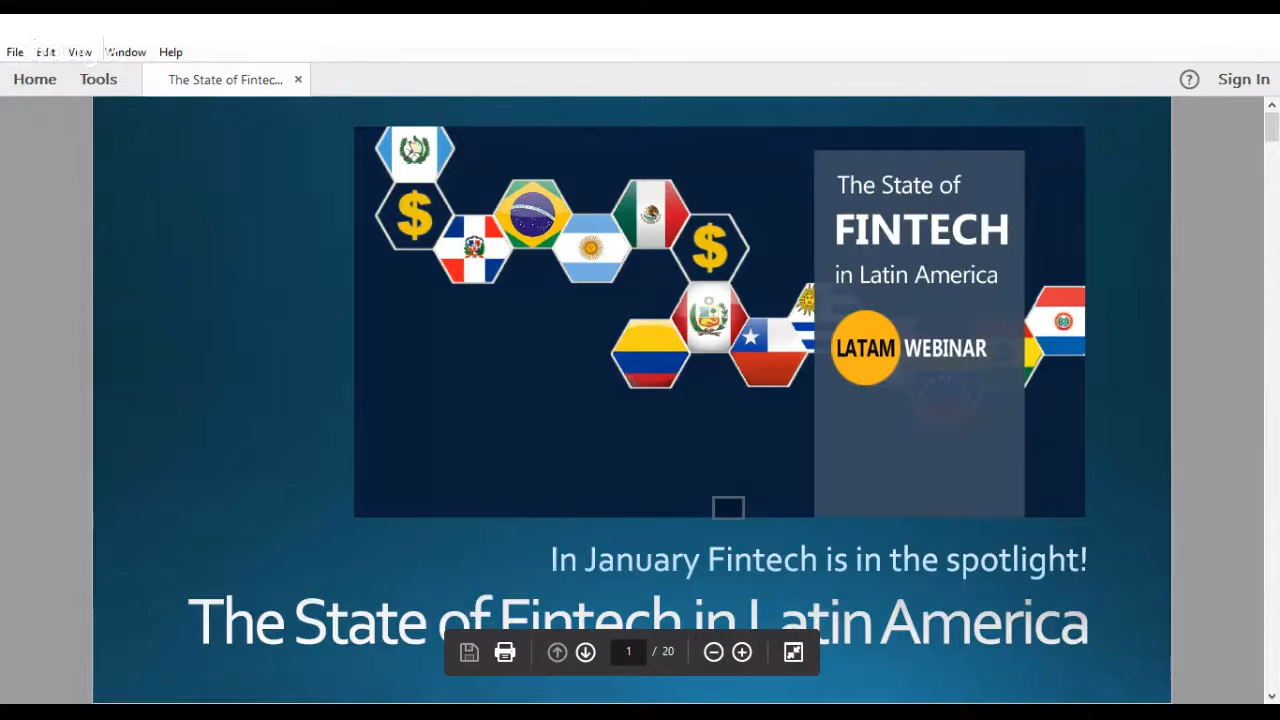 File Edit View Window Help
Home Tools The State of Fintec... × ? Sign In
The State of
FINTECH
in Latin America
LATAM WEBINAR
$
$
In January Fintech is in the spotlight!
The State of Fintech in Latin America
1 / 20